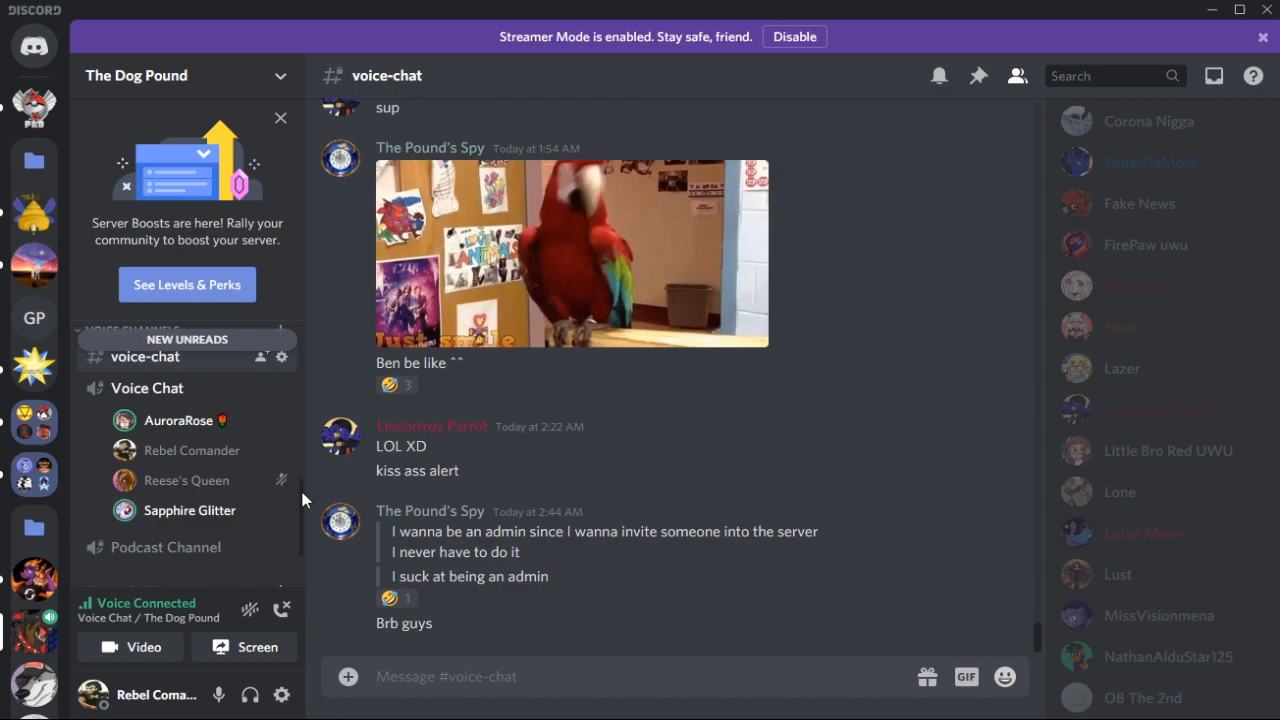 DISCORD
Streamer Mode is enabled. Stay safe, friend.
Disable
The Dog Pound
voice-chat
Search
Server Boosts are here! Rally your
community to boost your server.
See Levels & Perks
VOICE CHANNELS
NEW UNREADS
voice-chat
Voice Chat
AuroraRose
Rebel Comander
Reese's Queen
Sapphire Glitter
Podcast Channel
Voice Connected
Voice Chat / The Dog Pound
Video
Screen
Rebel Coma...
GP
sup
The Pound's Spy Today at 1:54 AM
Just smile
Ben be like ^^
3
Lioconvoy Parrot Today at 2:22 AM
LOL XD
kiss ass alert
The Pound's Spy Today at 2:44 AM
I wanna be an admin since I wanna invite someone into the server
I never have to do it
I suck at being an admin
1
Brb guys
Message #voice-chat
GIF
Corona Nigga
EnderDaMofo
Fake News
FirePaw uwu
Heck
Lazer
Lioconvoy Parrot
Little Bro Red UWU
Lone
Lotus Moon
Lust
MissVisionmena
NathanAlduStar125
OB The 2nd